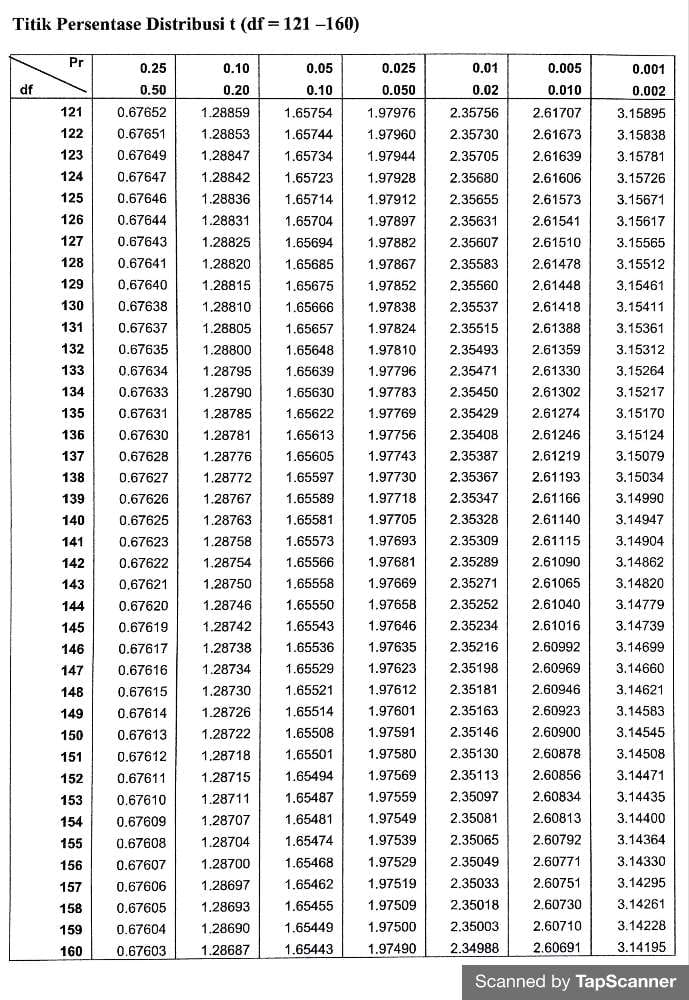 Titik Persentase Distribusi t (df = 121 –160)
Pr 0.25 0.10 0.05 0.025 0.01 0.005 0.001
df 0.50 0.20 0.10 0.050 0.02 0.010 0.002
121 0.67652 1.28859 1.65754 1.97976 2.35756 2.61707 3.15895
122 0.67651 1.28853 1.65744 1.97960 2.35730 2.61673 3.15838
123 0.67649 1.28847 1.65734 1.97944 2.35705 2.61639 3.15781
124 0.67647 1.28842 1.65723 1.97928 2.35680 2.61606 3.15726
125 0.67646 1.28836 1.65714 1.97912 2.35655 2.61573 3.15671
126 0.67644 1.28831 1.65704 1.97897 2.35631 2.61541 3.15617
127 0.67643 1.28825 1.65694 1.97882 2.35607 2.61510 3.15565
128 0.67641 1.28820 1.65685 1.97867 2.35583 2.61478 3.15512
129 0.67640 1.28815 1.65675 1.97852 2.35560 2.61448 3.15461
130 0.67638 1.28810 1.65666 1.97838 2.35537 2.61418 3.15411
131 0.67637 1.28805 1.65657 1.97824 2.35515 2.61388 3.15361
132 0.67635 1.28800 1.65648 1.97810 2.35493 2.61359 3.15312
133 0.67634 1.28795 1.65639 1.97796 2.35471 2.61330 3.15264
134 0.67633 1.28790 1.65630 1.97783 2.35450 2.61302 3.15217
135 0.67631 1.28785 1.65622 1.97769 2.35429 2.61274 3.15170
136 0.67630 1.28781 1.65613 1.97756 2.35408 2.61246 3.15124
137 0.67628 1.28776 1.65605 1.97743 2.35387 2.61219 3.15079
138 0.67627 1.28772 1.65597 1.97730 2.35367 2.61193 3.15034
139 0.67626 1.28767 1.65589 1.97718 2.35347 2.61166 3.14990
140 0.67625 1.28763 1.65581 1.97705 2.35328 2.61140 3.14947
141 0.67623 1.28758 1.65573 1.97693 2.35309 2.61115 3.14904
142 0.67622 1.28754 1.65566 1.97681 2.35289 2.61090 3.14862
143 0.67621 1.28750 1.65558 1.97669 2.35271 2.61065 3.14820
144 0.67620 1.28746 1.65550 1.97658 2.35252 2.61040 3.14779
145 0.67619 1.28742 1.65543 1.97646 2.35234 2.61016 3.14739
146 0.67617 1.28738 1.65536 1.97635 2.35216 2.60992 3.14699
147 0.67616 1.28734 1.65529 1.97623 2.35198 2.60969 3.14660
148 0.67615 1.28730 1.65521 1.97612 2.35181 2.60946 3.14621
149 0.67614 1.28726 1.65514 1.97601 2.35163 2.60923 3.14583
150 0.67613 1.28722 1.65508 1.97591 2.35146 2.60900 3.14545
151 0.67612 1.28718 1.65501 1.97580 2.35130 2.60878 3.14508
152 0.67611 1.28715 1.65494 1.97569 2.35113 2.60856 3.14471
153 0.67610 1.28711 1.65487 1.97559 2.35097 2.60834 3.14435
154 0.67609 1.28707 1.65481 1.97549 2.35081 2.60813 3.14400
155 0.67608 1.28704 1.65474 1.97539 2.35065 2.60792 3.14364
156 0.67607 1.28700 1.65468 1.97529 2.35049 2.60771 3.14330
157 0.67606 1.28697 1.65462 1.97519 2.35033 2.60751 3.14295
158 0.67605 1.28693 1.65455 1.97509 2.35018 2.60730 3.14261
159 0.67604 1.28690 1.65449 1.97500 2.35003 2.60710 3.14228
160 0.67603 1.28687 1.65443 1.97490 2.34988 2.60691 3.14195
Scanned by TapScanner